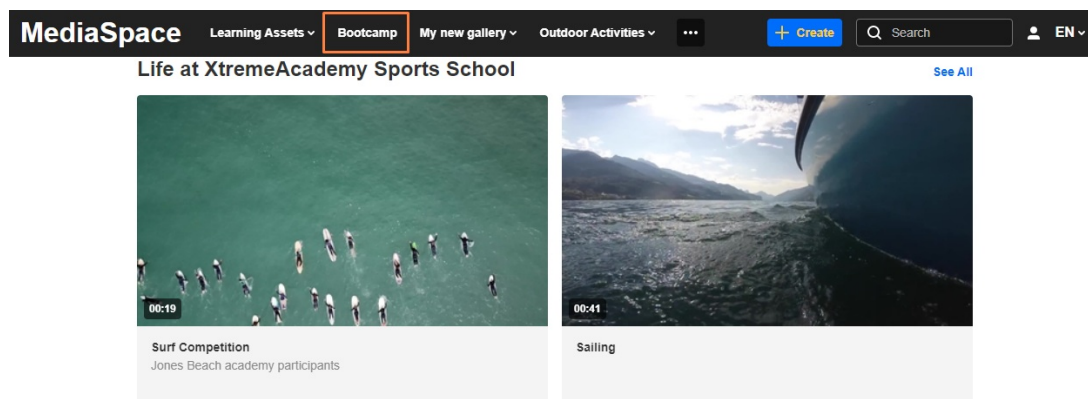 MediaSpace Learning Assets Bootcamp My new gallery Outdoor Activities ••• + Create Search EN
Life at XtremeAcademy Sports School See All
00:19 00:41
Surf Competition Sailing
Jones Beach academy participants